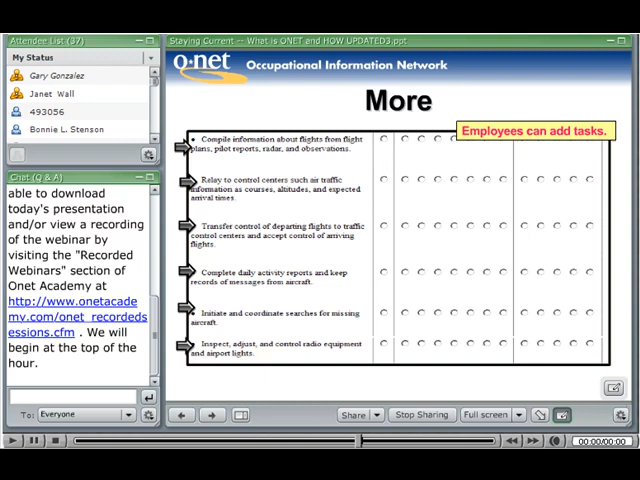 Attendee List (37)
My Status
Gary Gonzalez
Janet Wall
493056
Bonnie L. Stenson
Chat (Q & A)
able to download
today's presentation
and/or view a recording
of the webinar by
visiting the "Recorded
Webinars" section of
Onet Academy at
http://www.onetacade
my.com/onet_recordeds
essions.cfm . We will
begin at the top of the
hour.
To: Everyone
Staying Current -- What is ONET and HOW UPDATED3.ppt
o·net Occupational Information Network
More
Employees can add tasks.
• Compile information about flights from flight
plans, pilot reports, radar, and observations.
• Relay to control centers such air traffic
information as courses, altitudes, and expected
arrival times.
• Transfer control of departing flights to traffic
control centers and accept control of arriving
flights.
• Complete daily activity reports and keep
records of messages from aircraft.
• Initiate and coordinate searches for missing
aircraft.
• Inspect, adjust, and control radio equipment
and airport lights.
Share
Stop Sharing
Full screen
00:00/00:00